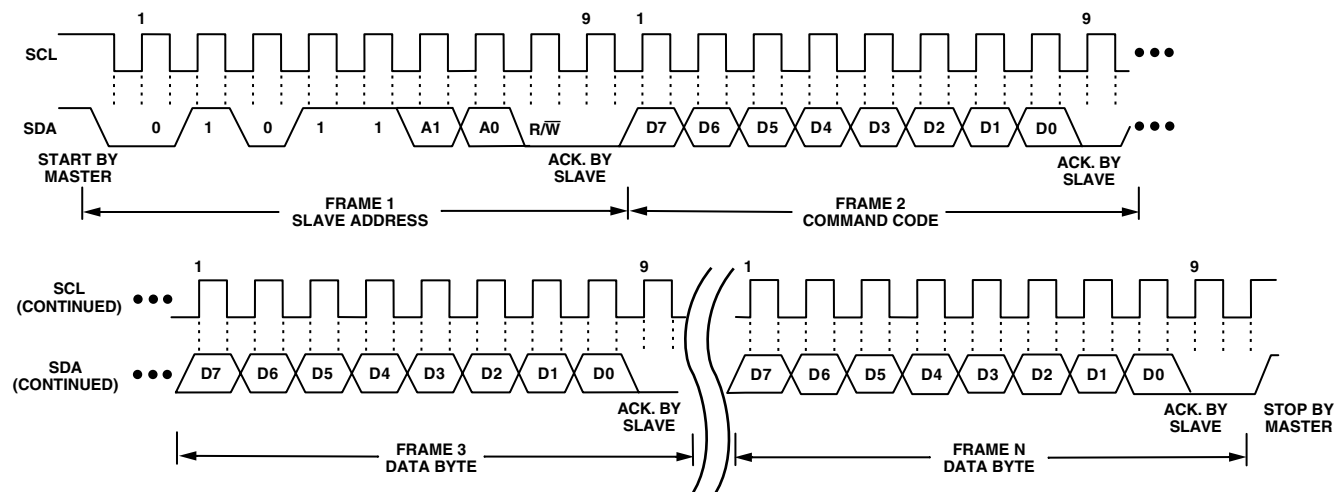 1 9 1 9
SCL
SDA 0 1 0 1 1 A1 A0 R/W̅ D7 D6 D5 D4 D3 D2 D1 D0
START BY
MASTER
ACK. BY
SLAVE
ACK. BY
SLAVE
FRAME 1
SLAVE ADDRESS
FRAME 2
COMMAND CODE
1 9 1 9
SCL
(CONTINUED)
SDA
(CONTINUED)
D7 D6 D5 D4 D3 D2 D1 D0 D7 D6 D5 D4 D3 D2 D1 D0
ACK. BY
SLAVE
ACK. BY
SLAVE
STOP BY
MASTER
FRAME 3
DATA BYTE
FRAME N
DATA BYTE